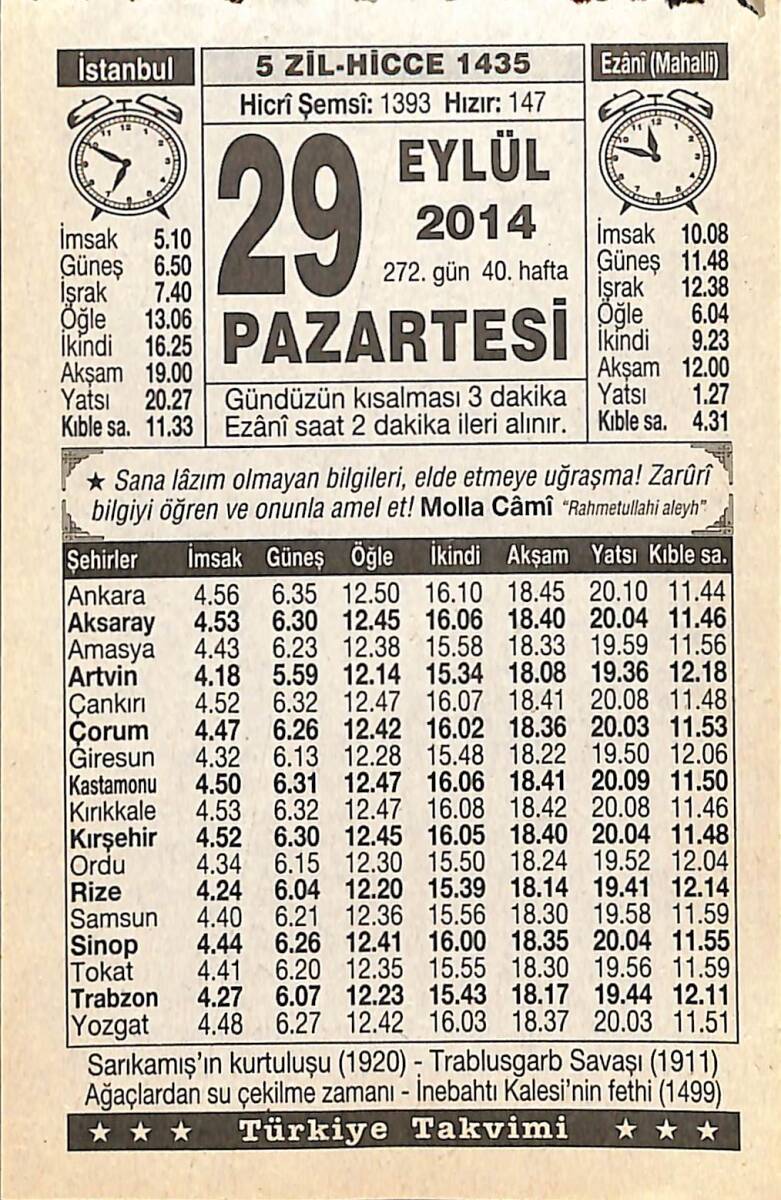 İstanbul
5 ZİL-HİCCE 1435
Ezânî (Mahallî)
Hicrî Şemsî: 1393 Hızır: 147
29
EYLÜL
2014
272. gün 40. hafta
PAZARTESİ
Gündüzün kısalması 3 dakika
Ezânî saat 2 dakika ileri alınır.
İmsak 5.10
Güneş 6.50
İşrak 7.40
Öğle 13.06
İkindi 16.25
Akşam 19.00
Yatsı 20.27
Kıble sa. 11.33
İmsak 10.08
Güneş 11.48
İşrak 12.38
Öğle 6.04
İkindi 9.23
Akşam 12.00
Yatsı 1.27
Kıble sa. 4.31
★ Sana lâzım olmayan bilgileri, elde etmeye uğraşma! Zarûrî
bilgiyi öğren ve onunla amel et! Molla Câmî "Rahmetullahi aleyh"
Şehirler İmsak Güneş Öğle İkindi Akşam Yatsı Kıble sa.
Ankara 4.56 6.35 12.50 16.10 18.45 20.10 11.44
Aksaray 4.53 6.30 12.45 16.06 18.40 20.04 11.46
Amasya 4.43 6.23 12.38 15.58 18.33 19.59 11.56
Artvin 4.18 5.59 12.14 15.34 18.08 19.36 12.18
Çankırı 4.52 6.32 12.47 16.07 18.41 20.08 11.48
Çorum 4.47 6.26 12.42 16.02 18.36 20.03 11.53
Giresun 4.32 6.13 12.28 15.48 18.22 19.50 12.06
Kastamonu 4.50 6.31 12.47 16.06 18.41 20.09 11.50
Kırıkkale 4.53 6.32 12.47 16.08 18.42 20.08 11.46
Kırşehir 4.52 6.30 12.45 16.05 18.40 20.04 11.48
Ordu 4.34 6.15 12.30 15.50 18.24 19.52 12.04
Rize 4.24 6.04 12.20 15.39 18.14 19.41 12.14
Samsun 4.40 6.21 12.36 15.56 18.30 19.58 11.59
Sinop 4.44 6.26 12.41 16.00 18.35 20.04 11.55
Tokat 4.41 6.20 12.35 15.55 18.30 19.56 11.59
Trabzon 4.27 6.07 12.23 15.43 18.17 19.44 12.11
Yozgat 4.48 6.27 12.42 16.03 18.37 20.03 11.51
Sarıkamış'ın kurtuluşu (1920) - Trablusgarb Savaşı (1911)
Ağaçlardan su çekilme zamanı - İnebahtı Kalesi'nin fethi (1499)
★ ★ ★ Türkiye Takvimi ★ ★ ★